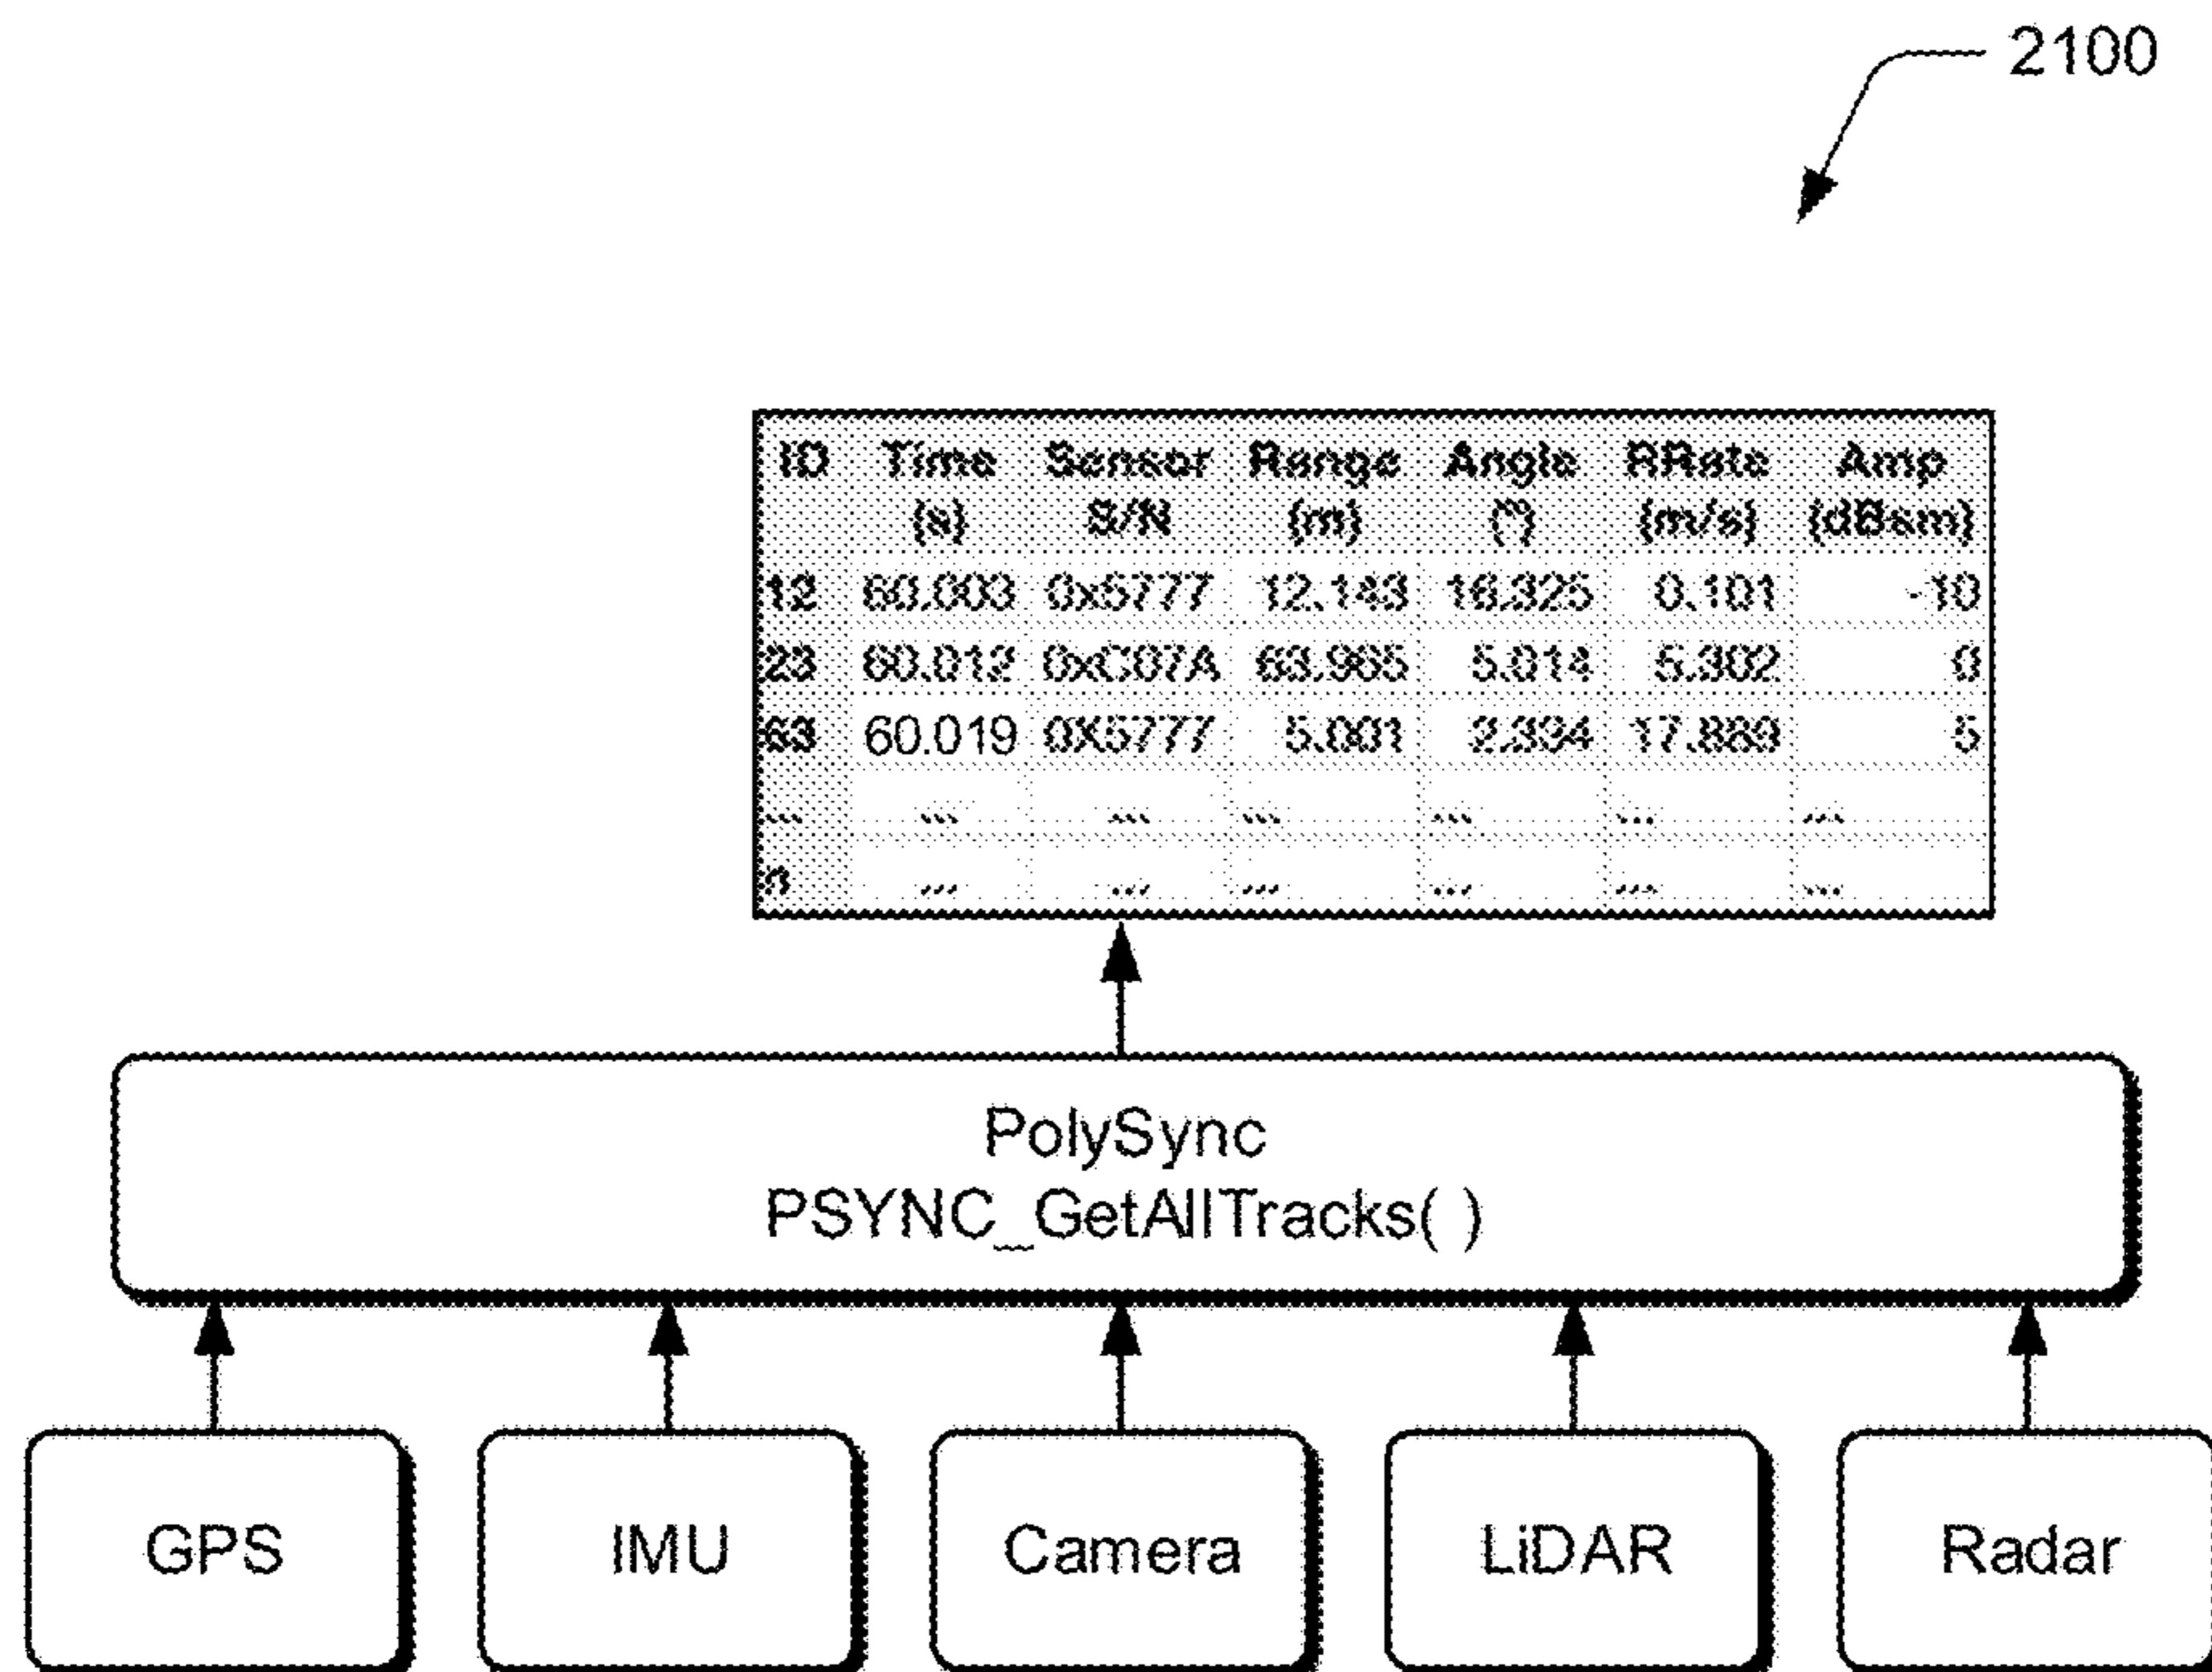 2100
ID Time Sensor Range Angle RRate Amp
(s) S/N (m) (°) (m/s) (dBsm)
12 60.003 0x5777 12.143 16.325 0.101 -10
23 60.012 0xC07A 63.965 5.014 5.302 0
63 60.019 0X5777 5.001 2.334 17.889 5
... ... ... ... ... ... ...
n ... ... ... ... ... ...
PolySync
PSYNC_GetAllTracks( )
GPS IMU Camera LiDAR Radar